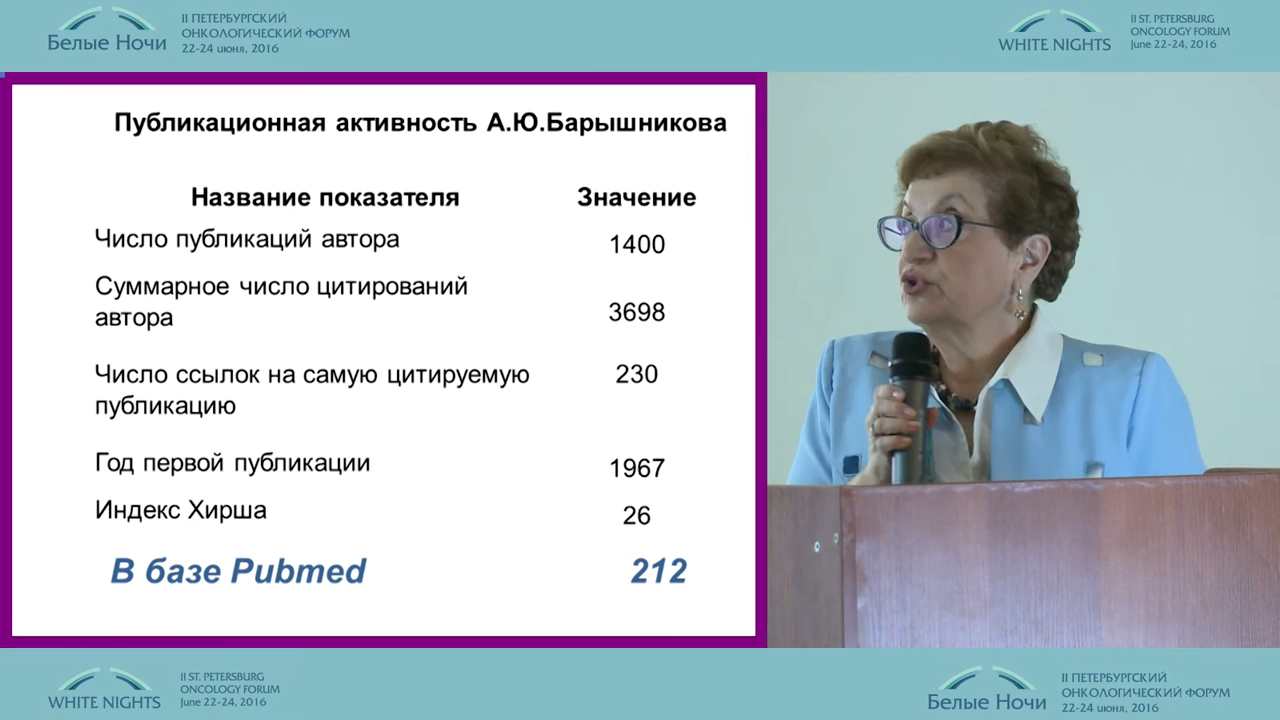 Белые Ночи
II ПЕТЕРБУРГСКИЙ
ОНКОЛОГИЧЕСКИЙ ФОРУМ
22-24 июня, 2016
WHITE NIGHTS
II ST. PETERSBURG
ONCOLOGY FORUM
June 22-24, 2016
Публикационная активность А.Ю.Барышникова
Название показателя Значение
Число публикаций автора 1400
Суммарное число цитирований
автора 3698
Число ссылок на самую цитируемую 230
публикацию
Год первой публикации 1967
Индекс Хирша 26
В базе Pubmed 212
WHITE NIGHTS
II ST. PETERSBURG
ONCOLOGY FORUM
June 22-24, 2016
Белые Ночи
II ПЕТЕРБУРГСКИЙ
ОНКОЛОГИЧЕСКИЙ ФОРУМ
22-24 июня, 2016